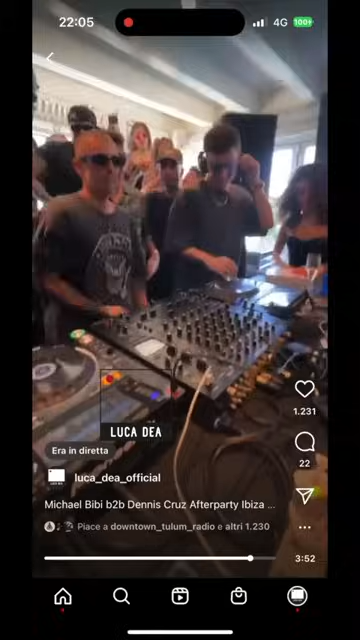 22:05
4G
100+
LUCA DEA
Era in diretta
luca_dea_official
Michael Bibi b2b Dennis Cruz Afterparty Ibiza ...
Piace a downtown_tulum_radio e altri 1.230
1.231
22
3:52